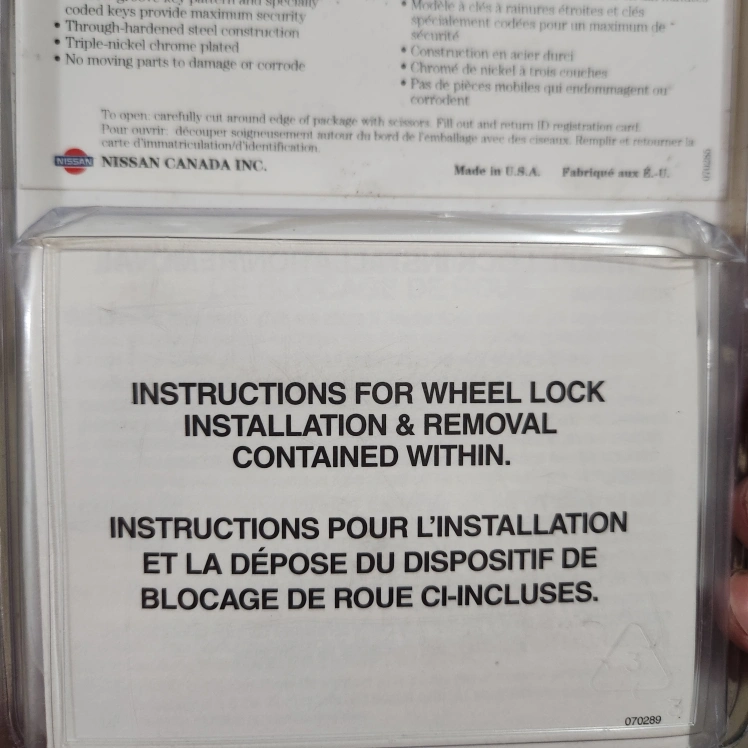 key pattern and specially
coded keys provide maximum security
• Through-hardened steel construction
• Triple-nickel chrome plated
• No moving parts to damage or corrode
• Modèle à clés à rainures étroites et clés
spécialement codées pour un maximum de
sécurité
• Construction en acier durci
• Chromé de nickel à trois couches
• Pas de pièces mobiles qui endommagent ou
corrodent
To open: carefully cut around edge of package with scissors. Fill out and return ID registration card.
Pour ouvrir: découper soigneusement autour du bord de l'emballage avec des ciseaux. Remplir et retourner la
carte d'immatriculation/d'identification.
NISSAN
NISSAN CANADA INC.
Made in U.S.A. Fabriqué aux É.-U.
INSTRUCTIONS FOR WHEEL LOCK
INSTALLATION & REMOVAL
CONTAINED WITHIN.
INSTRUCTIONS POUR L'INSTALLATION
ET LA DÉPOSE DU DISPOSITIF DE
BLOCAGE DE ROUE CI-INCLUSES.
3
070289